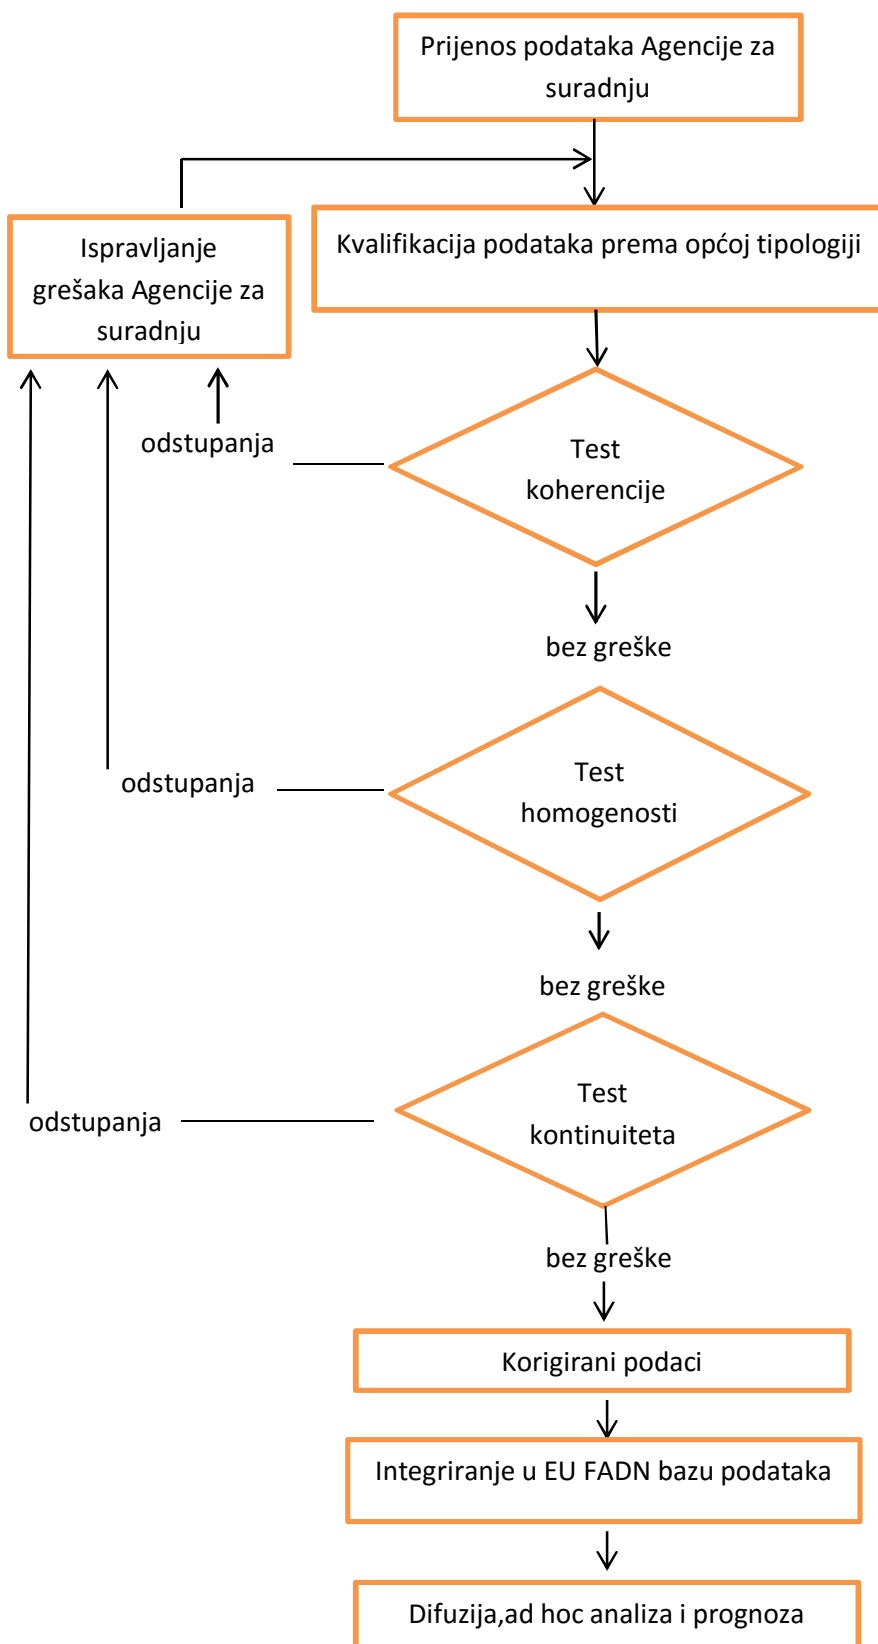 Prijenos podataka Agencije za
suradnju
Ispravljanje
grešaka Agencije za
suradnju
Kvalifikacija podataka prema općoj tipologiji
odstupanja
Test
koherencije
bez greške
odstupanja
Test
homogenosti
bez greške
odstupanja
Test
kontinuiteta
bez greške
Korigirani podaci
Integriranje u EU FADN bazu podataka
Difuzija,ad hoc analiza i prognoza